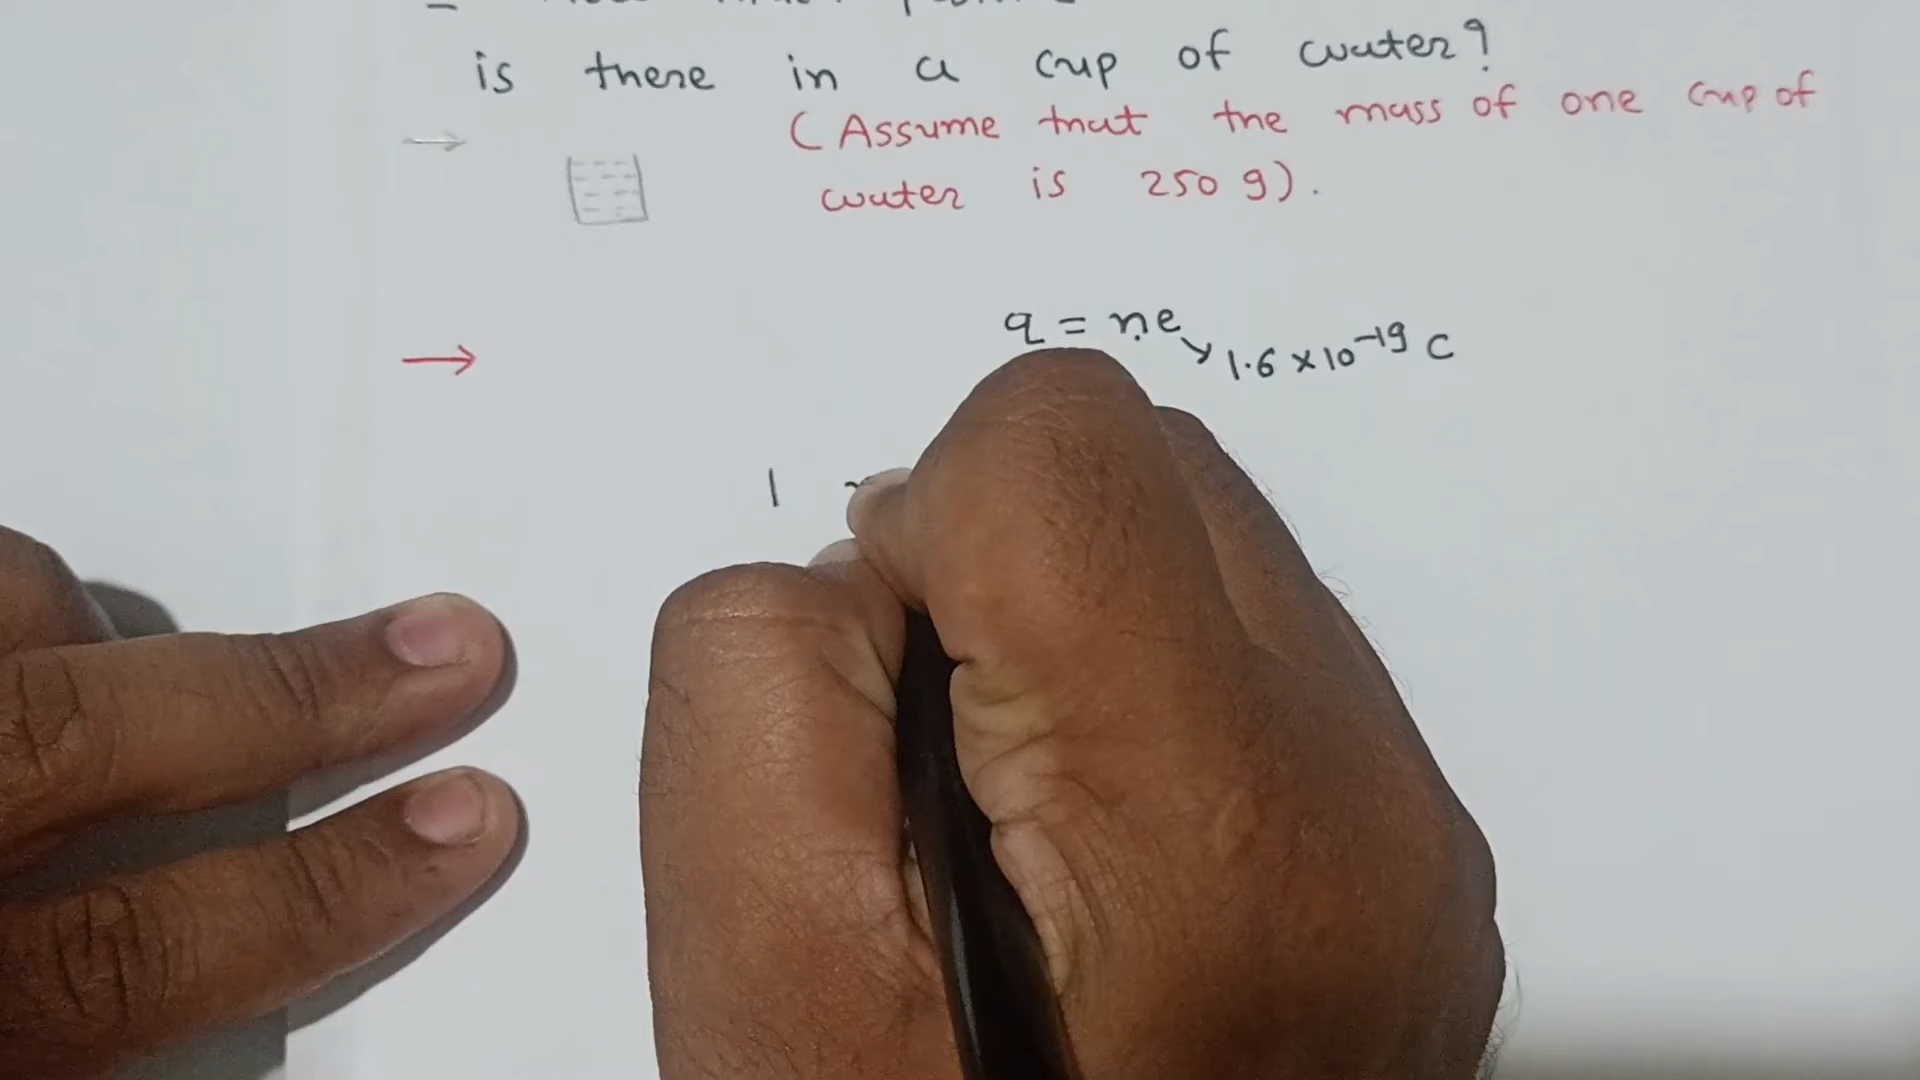 is there in a cup of water?
(Assume that the mass of one cup of
water is 250 g).
q = ne
1.6 × 10⁻¹⁹ C
1